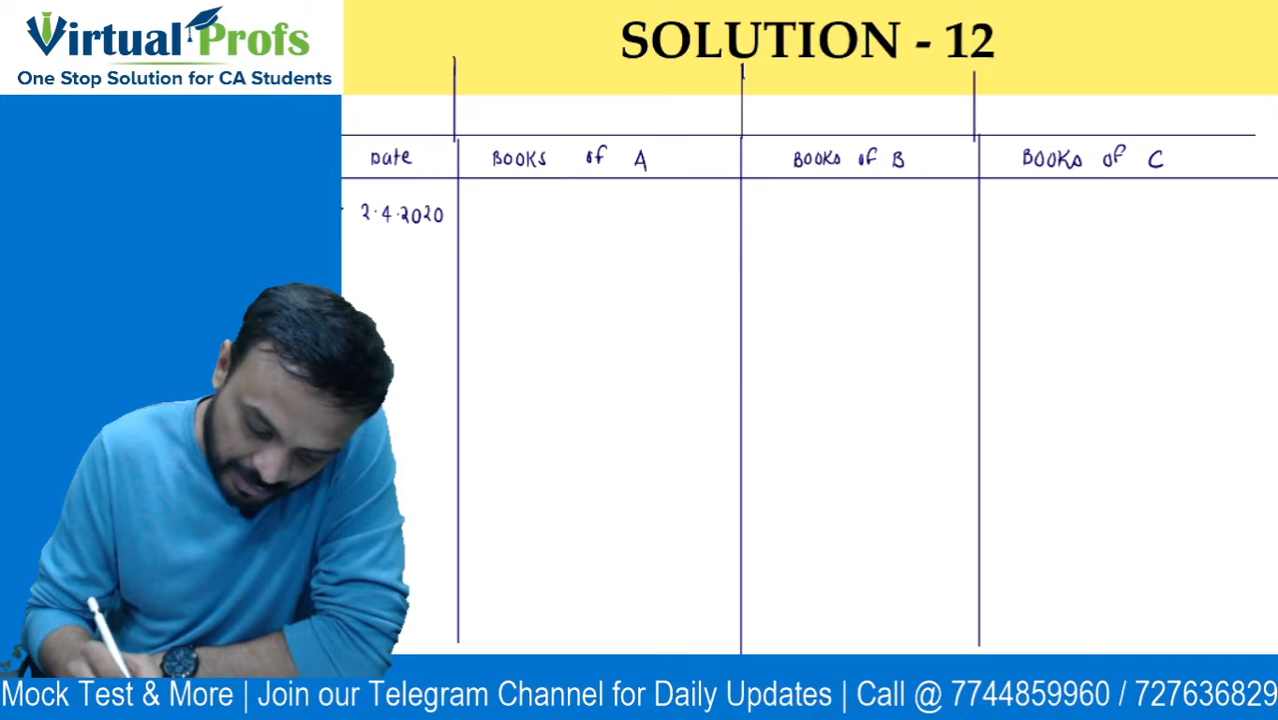 Virtual Profs
One Stop Solution for CA Students
SOLUTION - 12
Date
BOOKS of A
BOOKS of B
BOOKS of C
2.4.2020
Mock Test & More | Join our Telegram Channel for Daily Updates | Call @ 7744859960 / 727636829